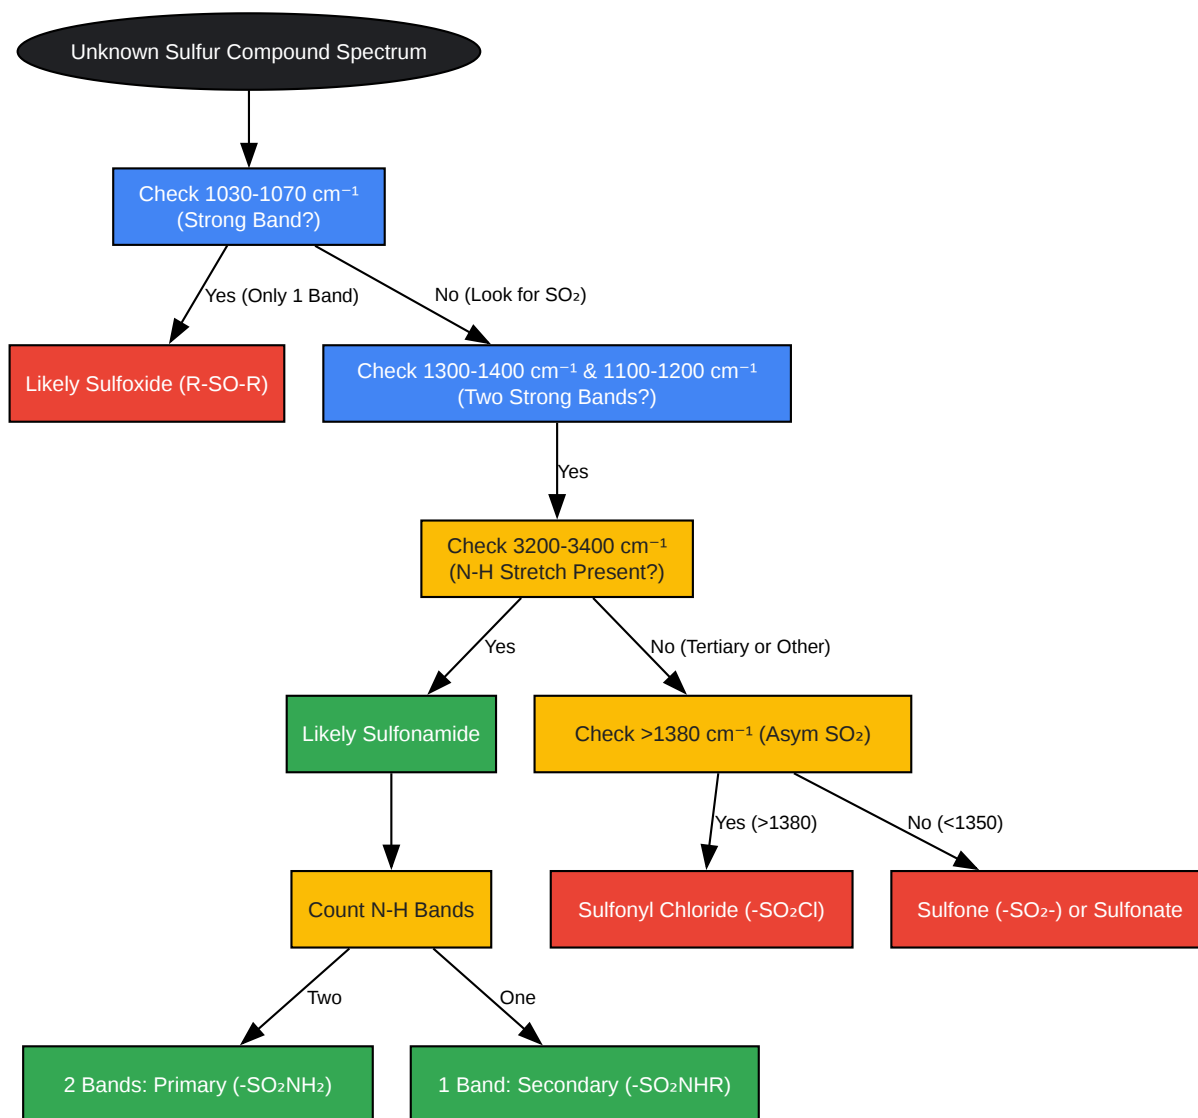 Unknown Sulfur Compound Spectrum
Check 1030-1070 cm⁻¹
(Strong Band?)
Yes (Only 1 Band)
No (Look for SO₂)
Likely Sulfoxide (R-SO-R)
Check 1300-1400 cm⁻¹ & 1100-1200 cm⁻¹
(Two Strong Bands?)
Yes
Check 3200-3400 cm⁻¹
(N-H Stretch Present?)
Yes
No (Tertiary or Other)
Likely Sulfonamide
Check >1380 cm⁻¹ (Asym SO₂)
Yes (>1380)
No (<1350)
Count N-H Bands
Sulfonyl Chloride (-SO₂Cl)
Sulfone (-SO₂-) or Sulfonate
Two
One
2 Bands: Primary (-SO₂NH₂)
1 Band: Secondary (-SO₂NHR)